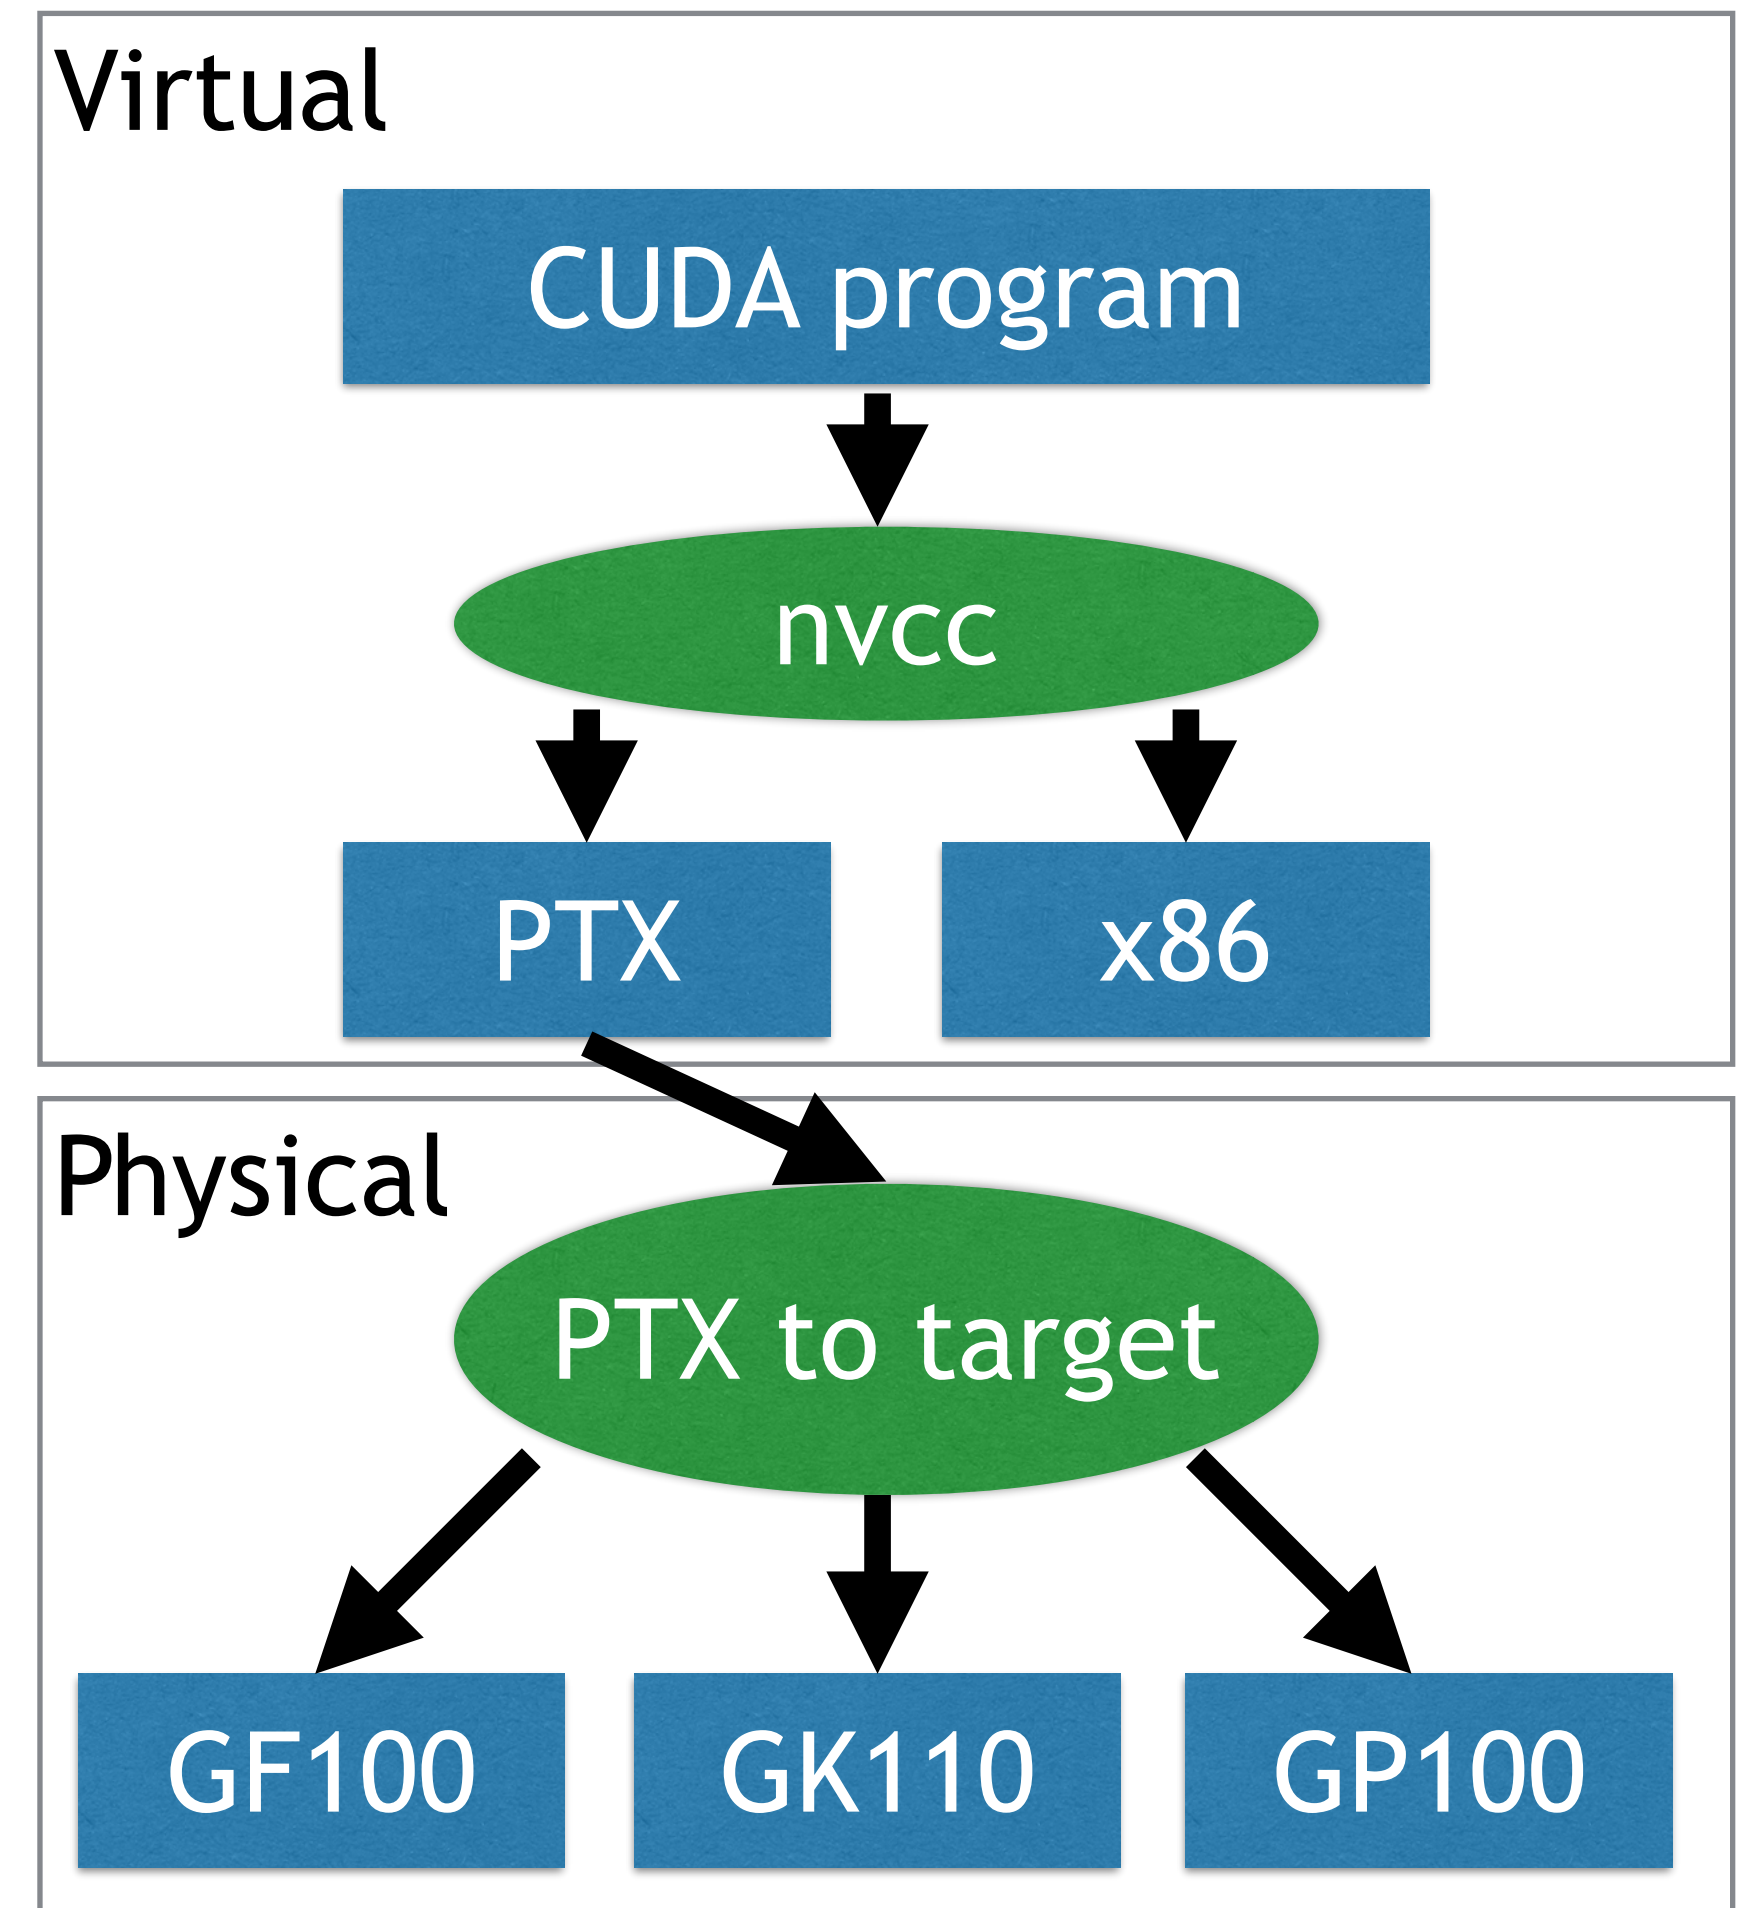 Virtual
CUDA program
nvcc
PTX
x86
Physical
PTX to target
GF100
GK110
GP100